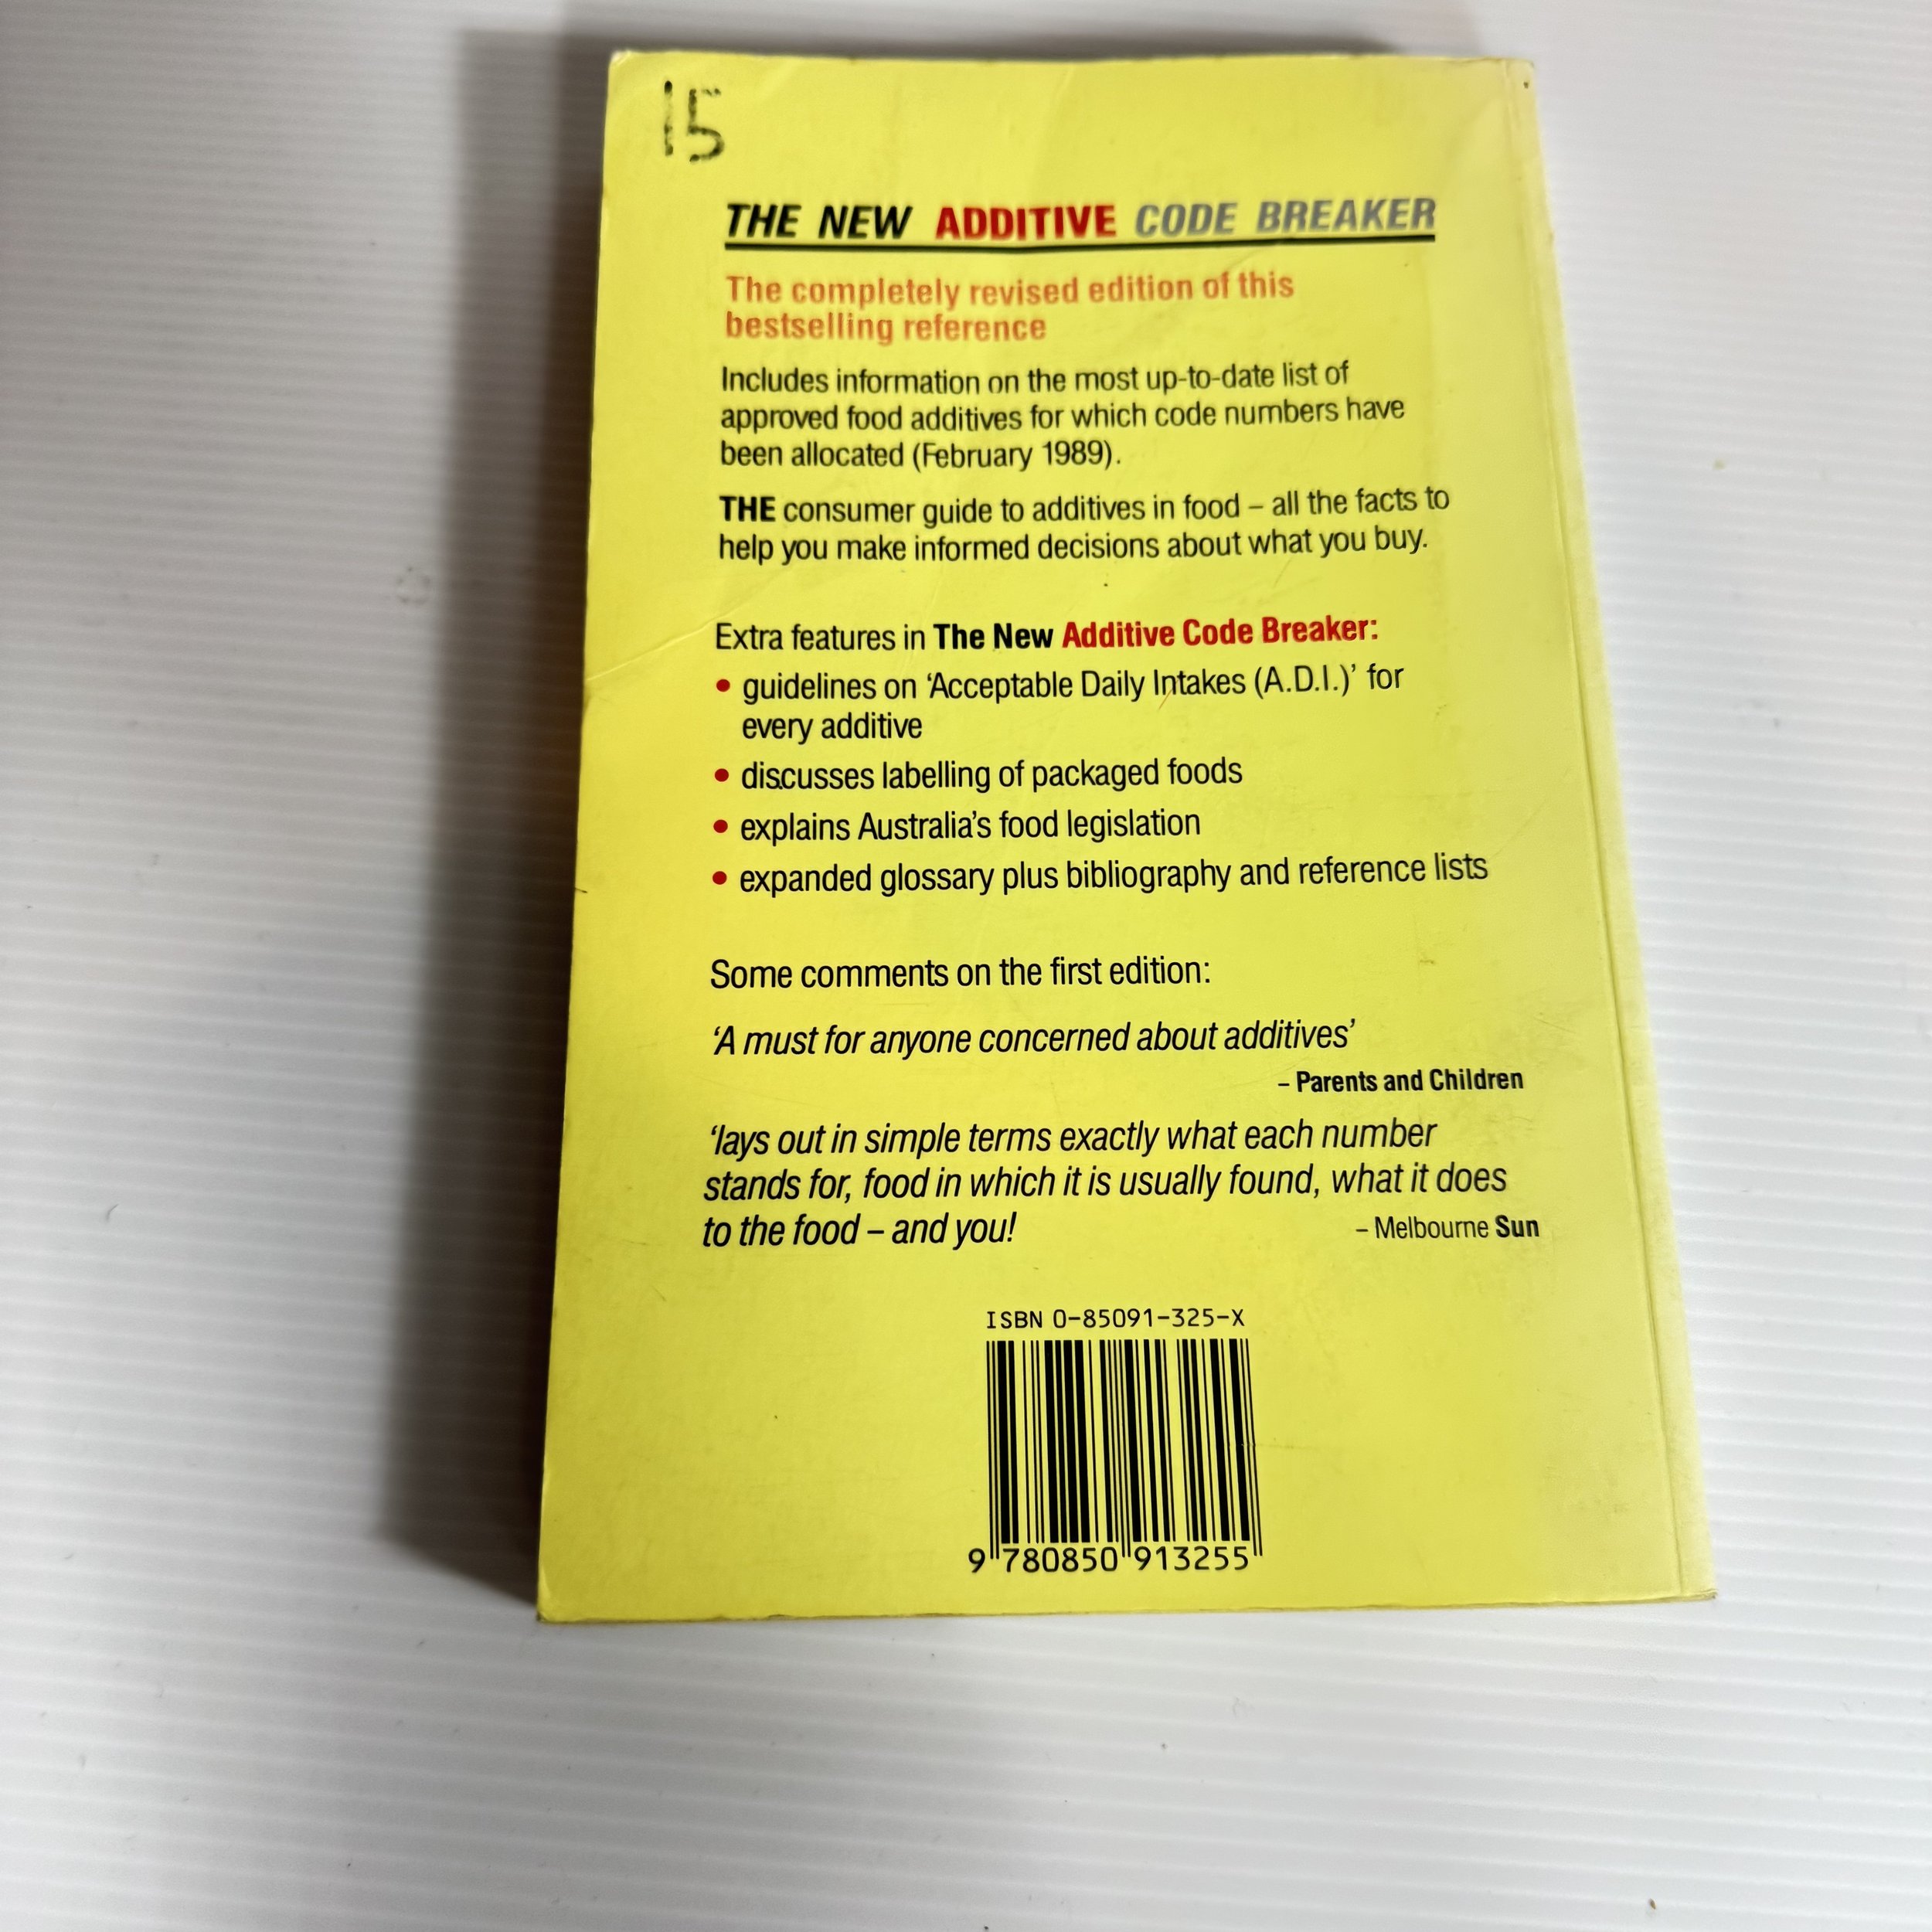 15
THE NEW ADDITIVE CODE BREAKER
The completely revised edition of this
bestselling reference
Includes information on the most up-to-date list of
approved food additives for which code numbers have
been allocated (February 1989).
THE consumer guide to additives in food – all the facts to
help you make informed decisions about what you buy.
Extra features in The New Additive Code Breaker:
• guidelines on ‘Acceptable Daily Intakes (A.D.I.)’ for
every additive
• discusses labelling of packaged foods
• explains Australia’s food legislation
• expanded glossary plus bibliography and reference lists
Some comments on the first edition:
‘A must for anyone concerned about additives’
– Parents and Children
‘lays out in simple terms exactly what each number
stands for, food in which it is usually found, what it does
to the food – and you! – Melbourne Sun
ISBN 0-85091-325-X
9 780850 913255